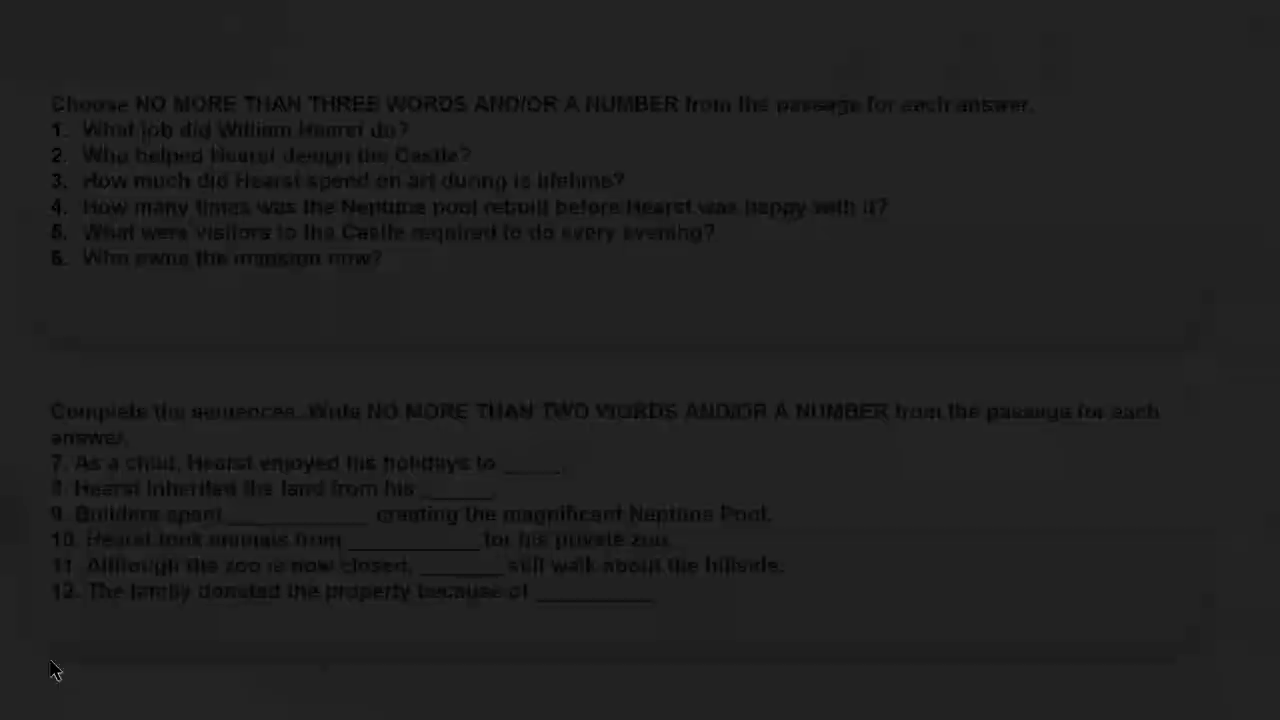 Choose NO MORE THAN THREE WORDS AND/OR A NUMBER from the passage for each answer.
1. What job did William Hearst do?
2. Who helped Hearst design the Castle?
3. How much did Hearst spend on art during is lifetime?
4. How many times was the Neptune pool rebuilt before Hearst was happy with it?
5. What were visitors to the Castle required to do every evening?
6. Who owns the mansion now?
Complete the sentences. Write NO MORE THAN TWO WORDS AND/OR A NUMBER from the passage for each
answer.
7. As a child, Hearst enjoyed his holidays to _____.
8. Hearst inherited the land from his ______.
9. Builders spent ____________ creating the magnificent Neptune Pool.
10. Hearst took animals from ___________ for his private zoo.
11. Although the zoo is now closed, _______ still walk about the hillside.
12. The family donated the property because of __________